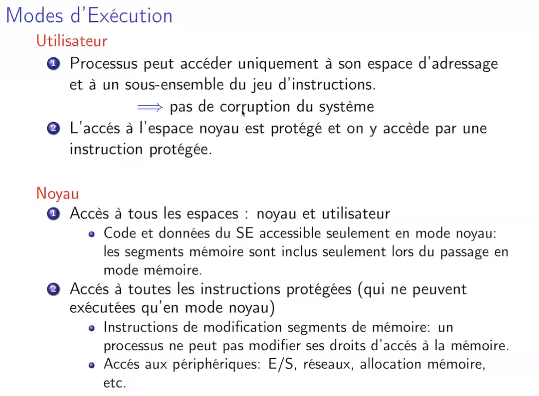 Modes d'Exécution
Utilisateur
1 Processus peut accéder uniquement à son espace d'adressage
et à un sous-ensemble du jeu d'instructions.
⟹ pas de corruption du système
2 L'accés à l'espace noyau est protégé et on y accède par une
instruction protégée.
Noyau
1 Accès à tous les espaces : noyau et utilisateur
Code et données du SE accessible seulement en mode noyau:
les segments mémoire sont inclus seulement lors du passage en
mode mémoire.
2 Accés à toutes les instructions protégées (qui ne peuvent
exécutées qu'en mode noyau)
Instructions de modification segments de mémoire: un
processus ne peut pas modifier ses droits d'accés à la mémoire.
Accés aux périphériques: E/S, réseaux, allocation mémoire,
etc.